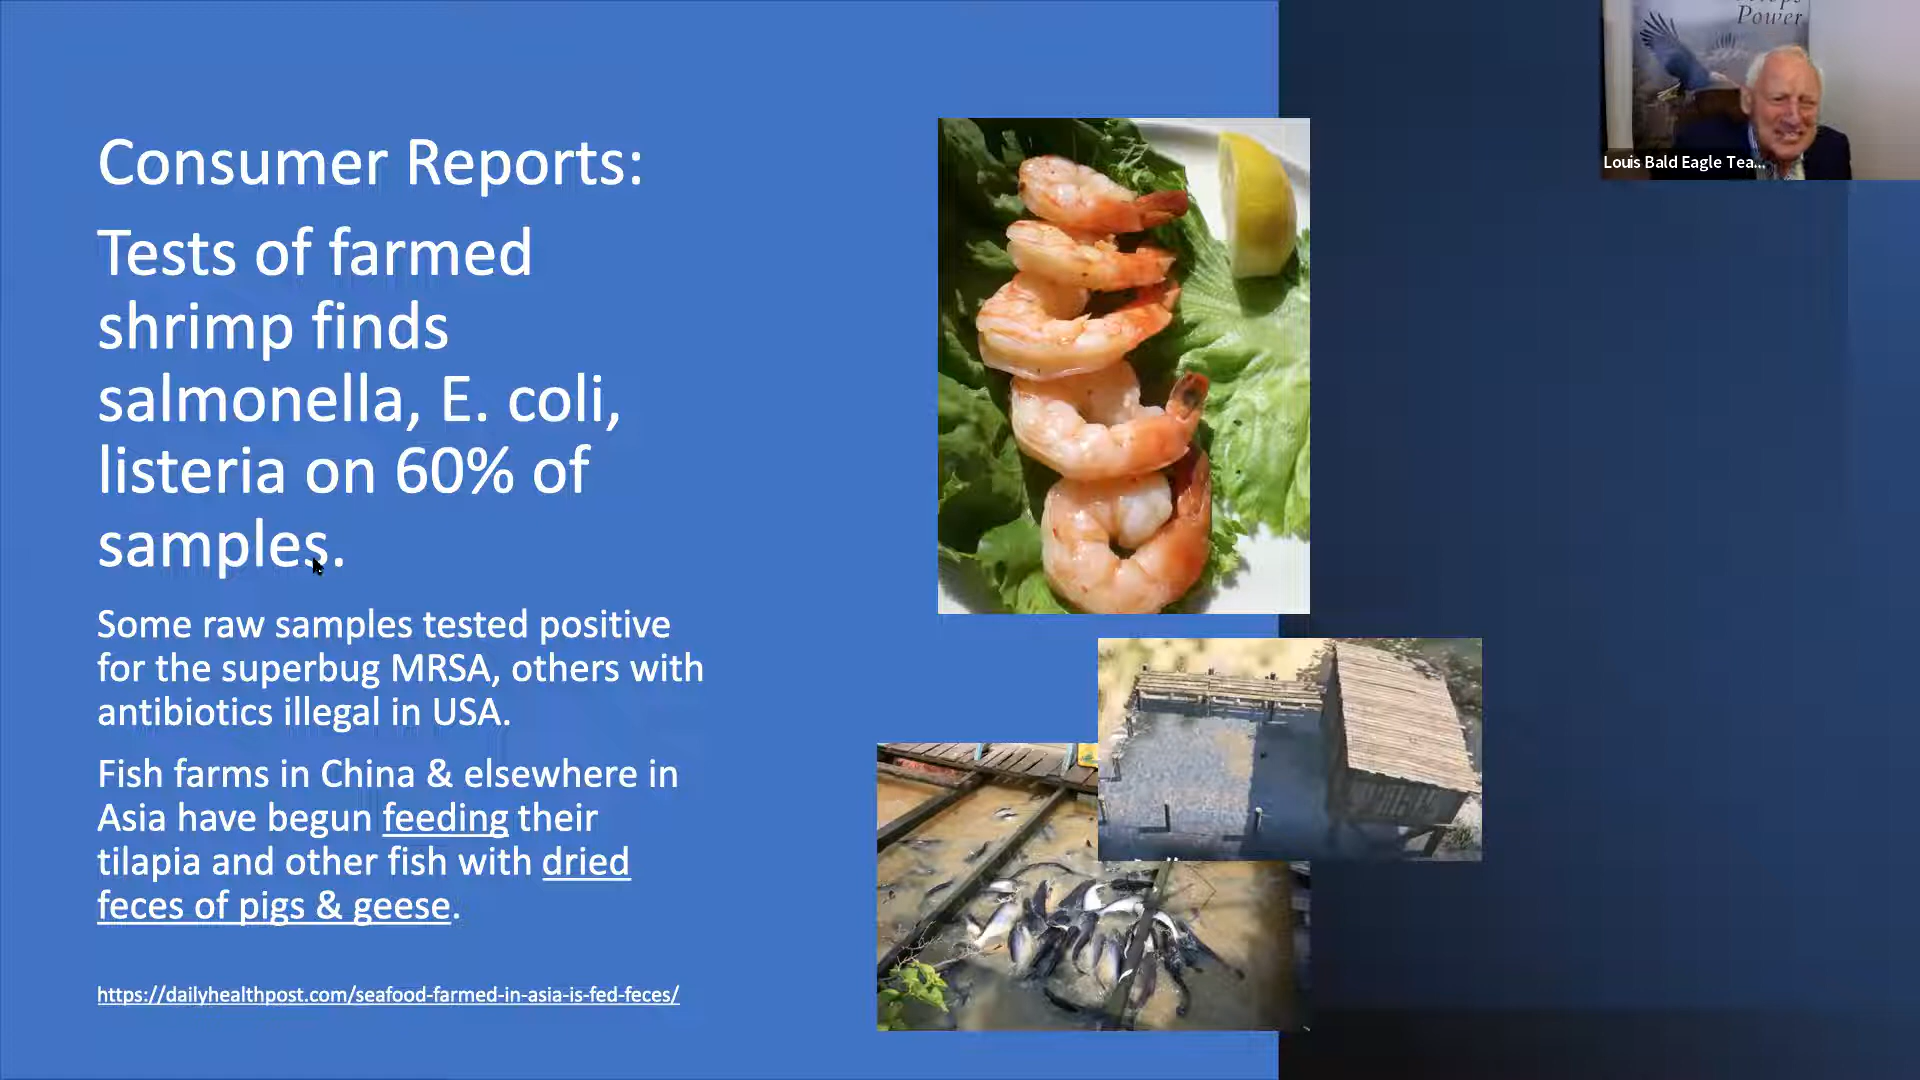 Consumer Reports:
Tests of farmed
shrimp finds
salmonella, E. coli,
listeria on 60% of
samples.
Some raw samples tested positive
for the superbug MRSA, others with
antibiotics illegal in USA.
Fish farms in China & elsewhere in
Asia have begun feeding their
tilapia and other fish with dried
feces of pigs & geese.
https://dailyhealthpost.com/seafood-farmed-in-asia-is-fed-feces/
Power
Louis Bald Eagle Tea...